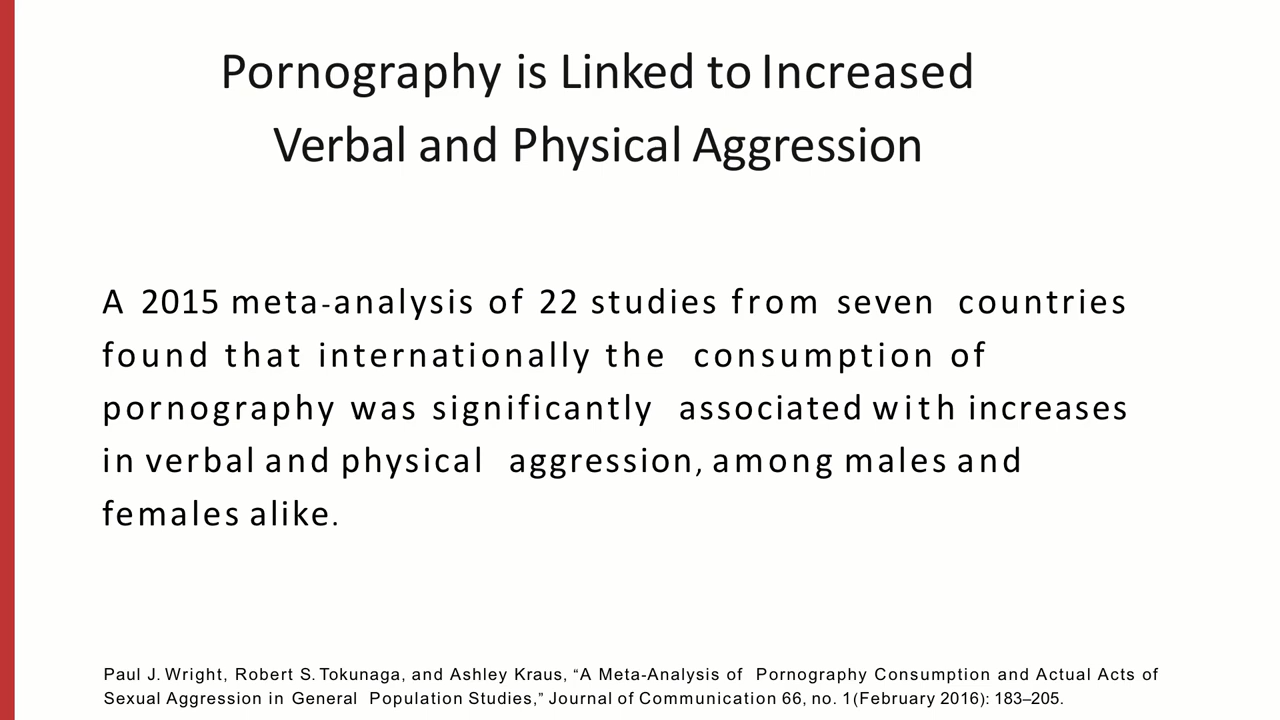 Pornography is Linked to Increased
Verbal and Physical Aggression
A 2015 meta-analysis of 22 studies from seven countries
found that internationally the consumption of
pornography was significantly associated with increases
in verbal and physical aggression, among males and
females alike.
Paul J. Wright, Robert S. Tokunaga, and Ashley Kraus, “A Meta-Analysis of Pornography Consumption and Actual Acts of
Sexual Aggression in General Population Studies,” Journal of Communication 66, no. 1(February 2016): 183–205.